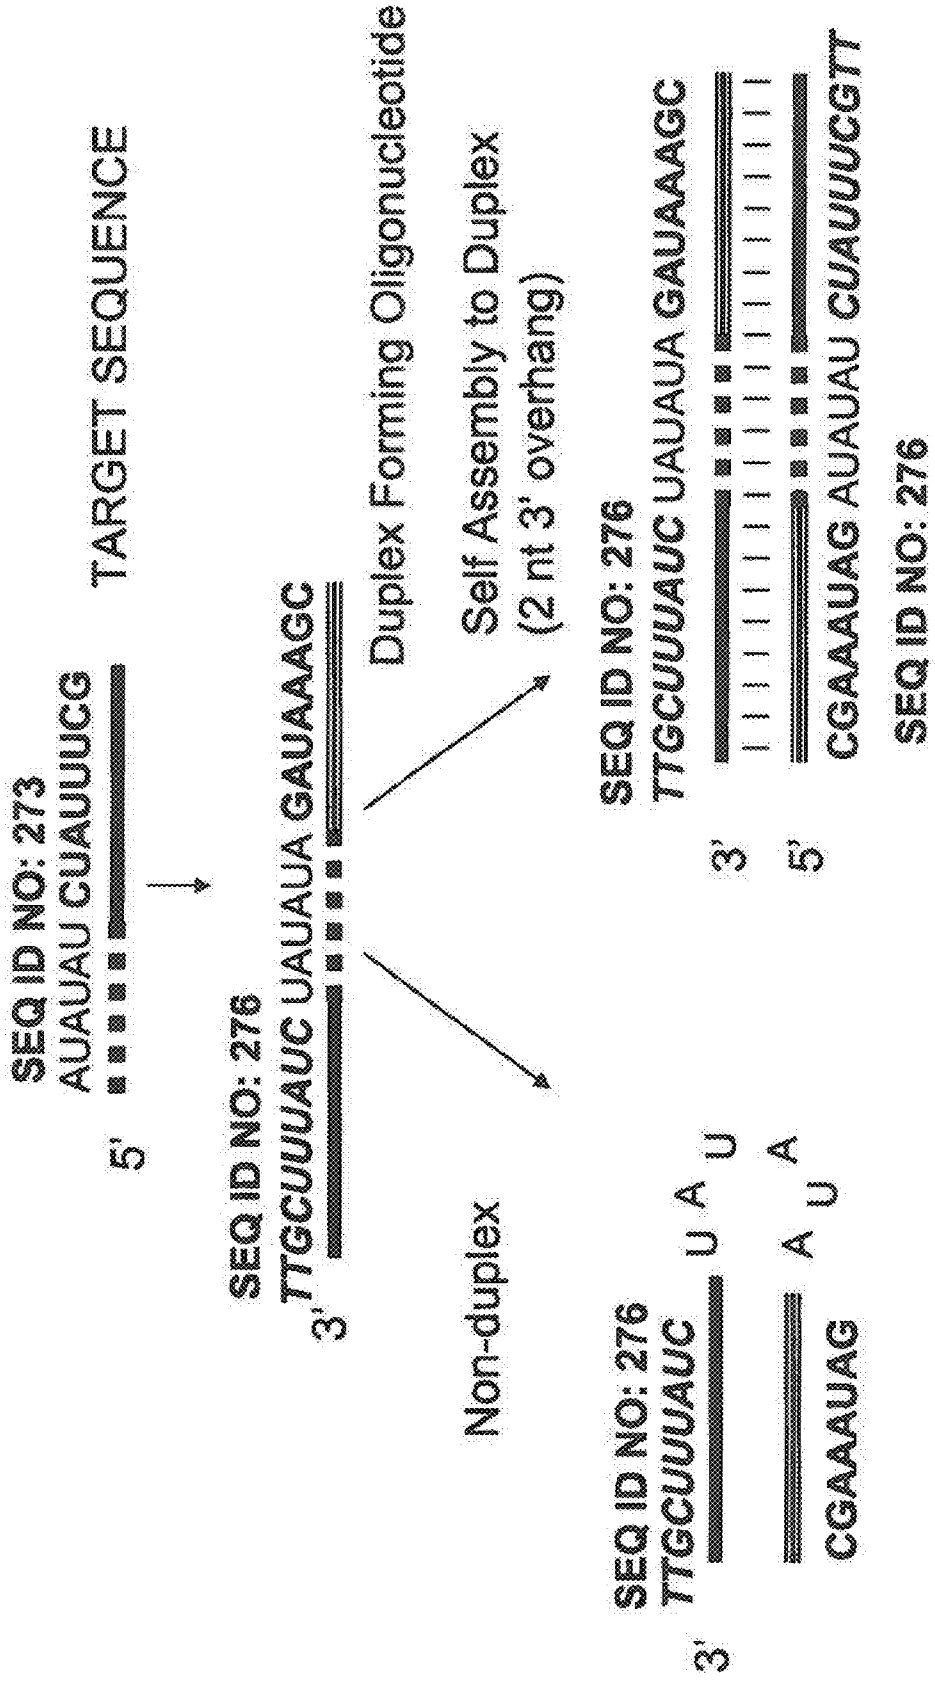 SEQ ID NO: 273
AUAUAU CUAUUUCG
5'
TARGET SEQUENCE
SEQ ID NO: 276
TTGCUUUAUC UAUAUA GAUAAAGC
3'
Duplex Forming Oligonucleotide
Non-duplex
Self Assembly to Duplex
(2 nt 3' overhang)
SEQ ID NO: 276
TTGCUUUAUC
3'
U A U
A U A
CGAAAUAG
SEQ ID NO: 276
TTGCUUUAUC UAUAUA GAUAAAGC
3'
5'
CGAAAUAG AUAUAU CUAUUUCGTT
SEQ ID NO: 276